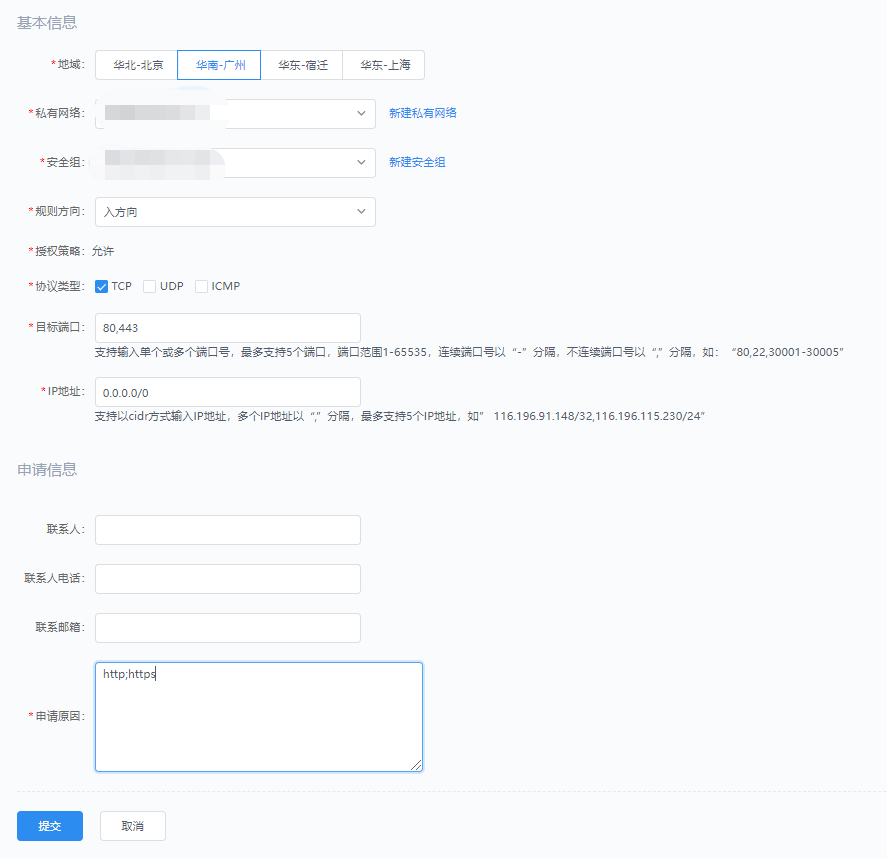 基本信息
*地域: 华北-北京 华南-广州 华东-宿迁 华东-上海
*私有网络: 新建私有网络
*安全组: 新建安全组
*规则方向: 入方向
*授权策略: 允许
*协议类型: TCP UDP ICMP
*目标端口: 80,443
支持输入单个或多个端口号，最多支持5个端口，端口范围1-65535，连续端口号以“-”分隔，不连续端口号以“,”分隔，如：“80,22,30001-30005”
*IP地址: 0.0.0.0/0
支持以cidr方式输入IP地址，多个IP地址以“,”分隔，最多支持5个IP地址，如” 116.196.91.148/32,116.196.115.230/24”
申请信息
联系人:
联系人电话:
联系邮箱:
*申请原因: http;https
提交 取消